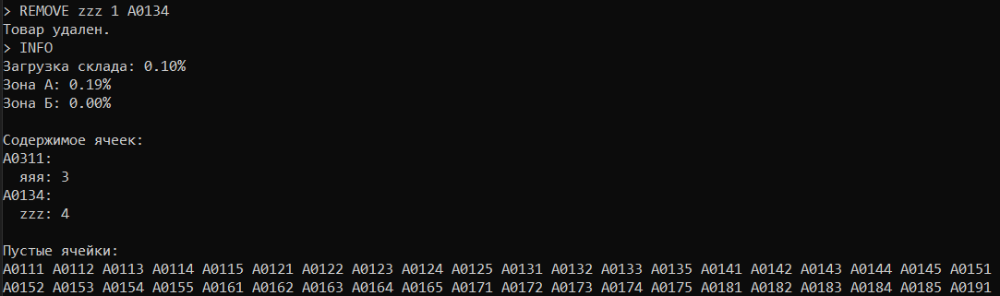 > REMOVE zzz 1 A0134
Товар удален.
> INFO
Загрузка склада: 0.10%
Зона А: 0.19%
Зона Б: 0.00%
Содержимое ячеек:
A0311:
яяя: 3
A0134:
zzz: 4
Пустые ячейки:
A0111 A0112 A0113 A0114 A0115 A0121 A0122 A0123 A0124 A0125 A0131 A0132 A0133 A0135 A0141 A0142 A0143 A0144 A0145 A0151
A0152 A0153 A0154 A0155 A0161 A0162 A0163 A0164 A0165 A0171 A0172 A0173 A0174 A0175 A0181 A0182 A0183 A0184 A0185 A0191